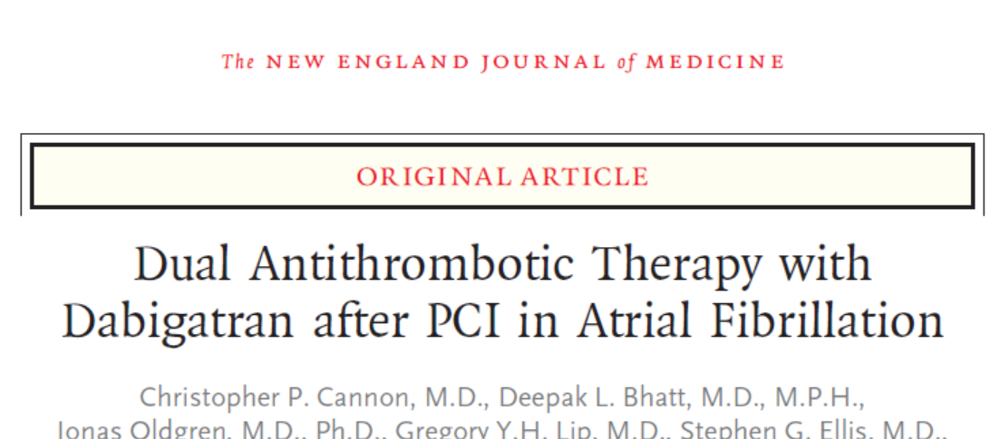 The NEW ENGLAND JOURNAL of MEDICINE
ORIGINAL ARTICLE
Dual Antithrombotic Therapy with
Dabigatran after PCI in Atrial Fibrillation
Christopher P. Cannon, M.D., Deepak L. Bhatt, M.D., M.P.H.,
Jonas Oldgren, M.D., Ph.D., Gregory Y.H. Lip, M.D., Stephen G. Ellis, M.D.,